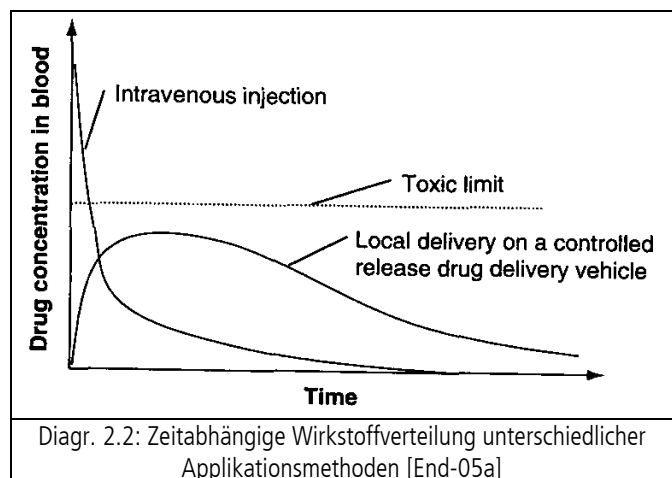 Drug concentration in blood
Intravenous injection
Toxic limit
Local delivery on a controlled
release drug delivery vehicle
Time
Diagr. 2.2: Zeitabhängige Wirkstoffverteilung unterschiedlicher
Applikationsmethoden [End-05a]